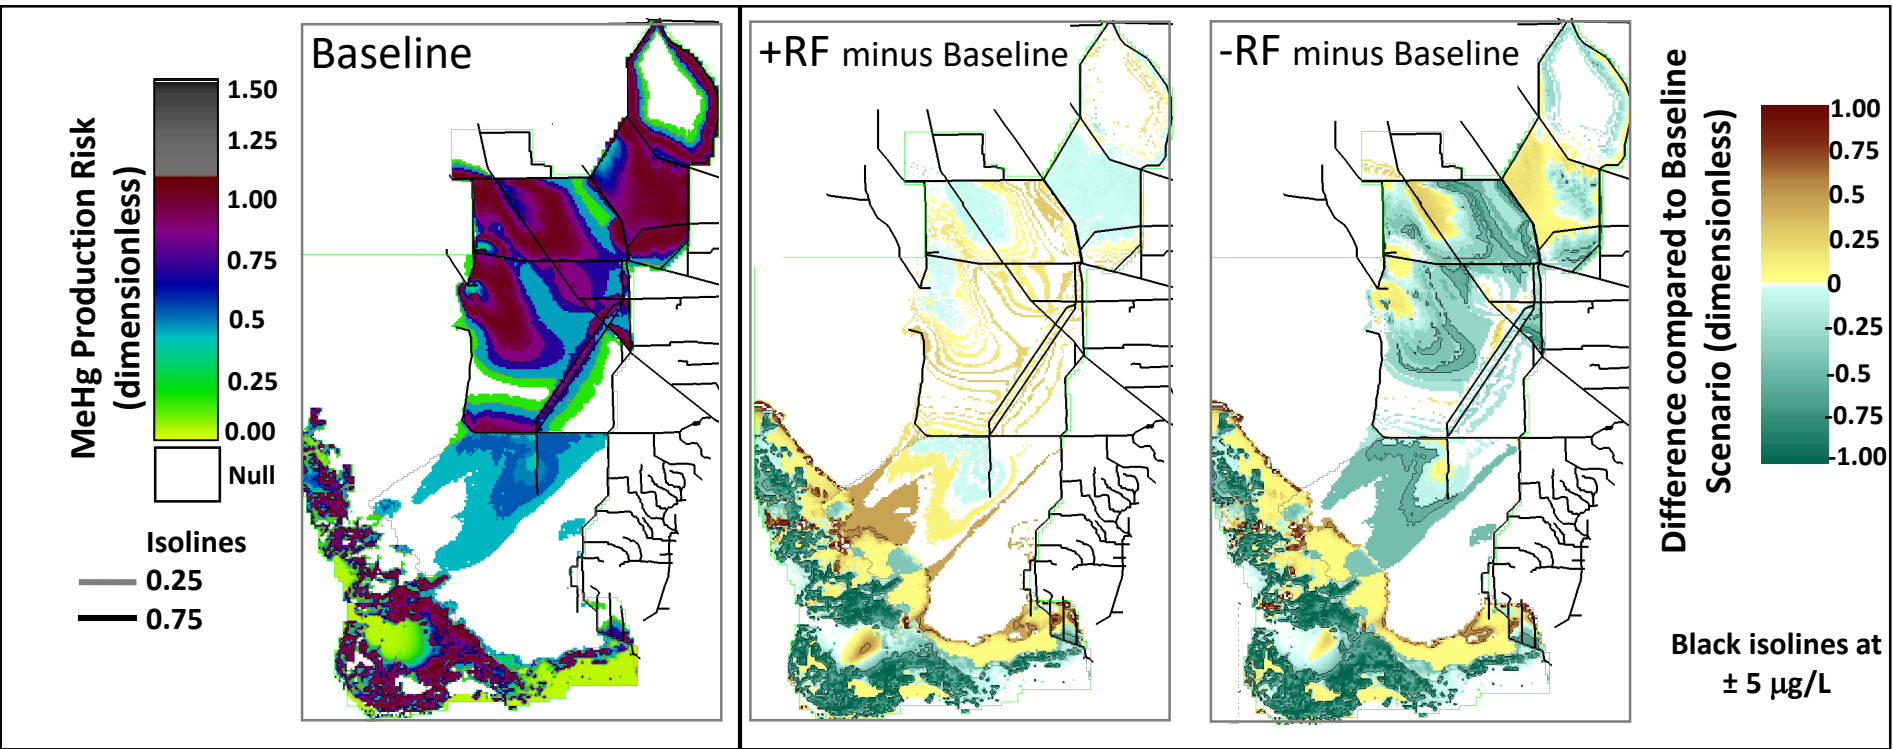 Baseline
MeHg Production Risk
(dimensionless)
1.50
1.25
1.00
0.75
0.5
0.25
0.00
Null
Isolines
0.25
0.75
+RF minus Baseline
-RF minus Baseline
Difference compared to Baseline
Scenario (dimensionless)
1.00
0.75
0.5
0.25
0
-0.25
-0.5
-0.75
-1.00
Black isolines at
± 5 µg/L